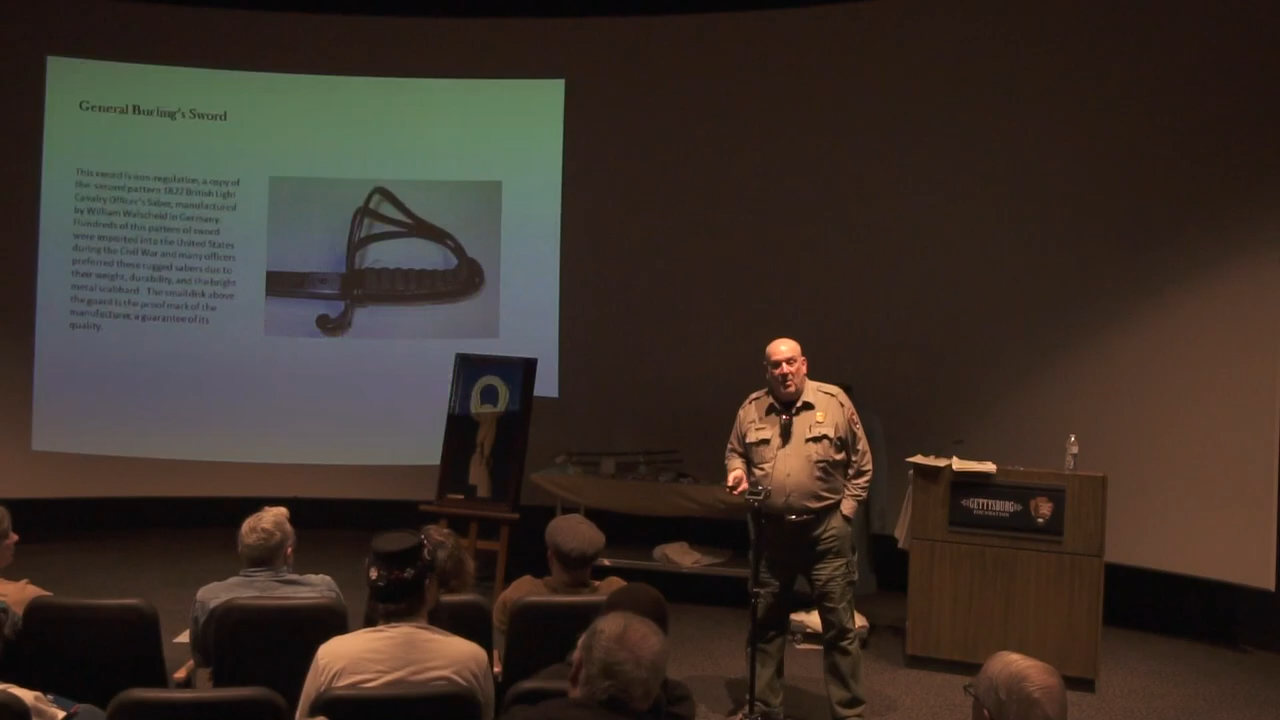 General Burling's Sword
This sword is non-regulation, a copy of
the second pattern 1822 British Light
Cavalry Officer's Saber, manufactured
by William Walscheid in Germany.
Hundreds of this pattern of sword
were imported into the United States
during the Civil War and many officers
preferred these rugged sabers due to
their weight, durability, and the bright
metal scabbard. The small disk above
the guard is the proof mark of the
manufacturer, a guarantee of its
quality.
GETTYSBURG
FOUNDATION